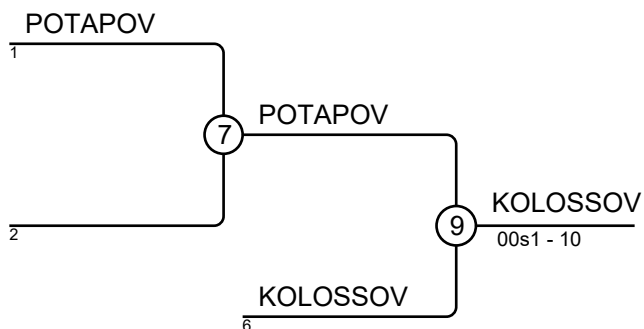 POTAPOV
1
7
POTAPOV
2
9
KOLOSSOV
00s1 - 10
KOLOSSOV
6